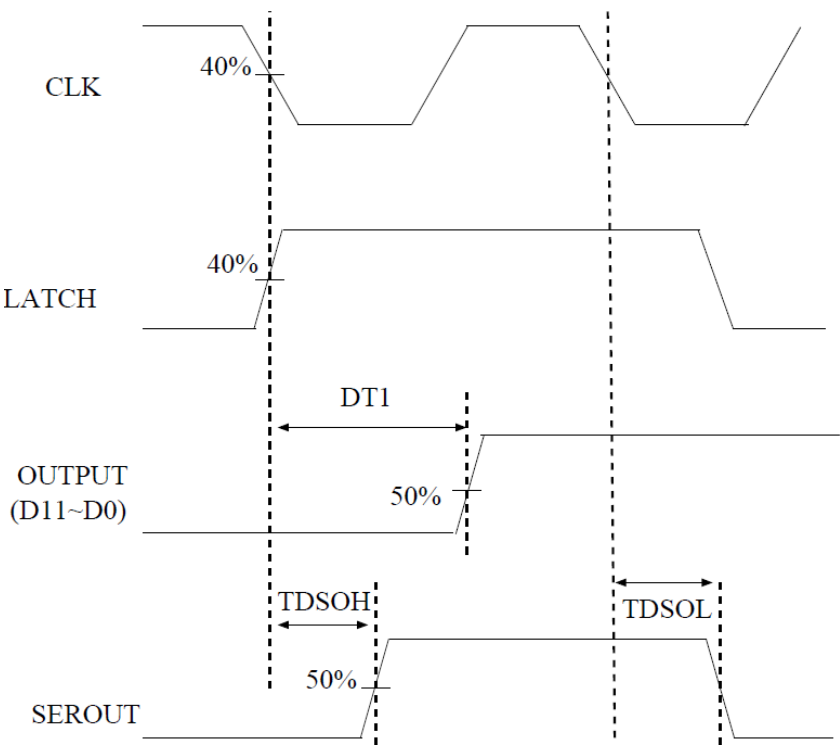 40%
CLK
40%
LATCH
DT1
OUTPUT
(D11~D0)
50%
TDSOH
TDSOL
50%
SEROUT